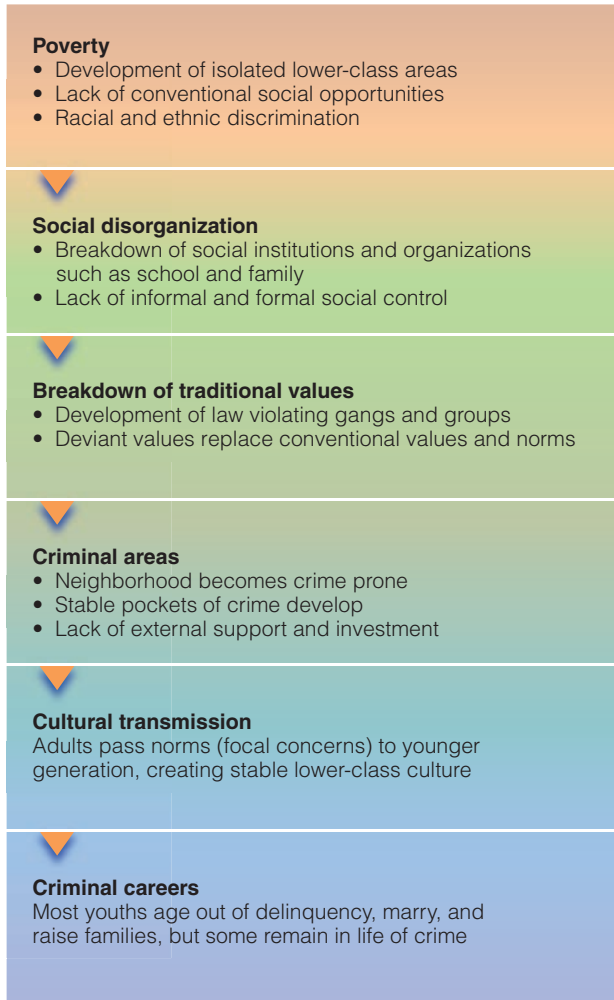 Poverty
• Development of isolated lower-class areas
• Lack of conventional social opportunities
• Racial and ethnic discrimination
Social disorganization
• Breakdown of social institutions and organizations
such as school and family
• Lack of informal and formal social control
Breakdown of traditional values
• Development of law violating gangs and groups
• Deviant values replace conventional values and norms
Criminal areas
• Neighborhood becomes crime prone
• Stable pockets of crime develop
• Lack of external support and investment
Cultural transmission
Adults pass norms (focal concerns) to younger
generation, creating stable lower-class culture
Criminal careers
Most youths age out of delinquency, marry, and
raise families, but some remain in life of crime